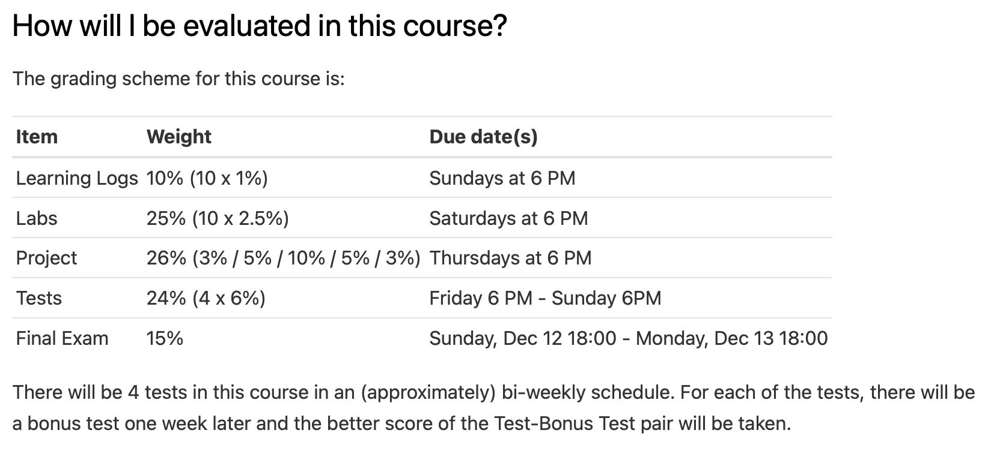 How will I be evaluated in this course?
The grading scheme for this course is:
Item Weight Due date(s)
Learning Logs 10% (10 x 1%) Sundays at 6 PM
Labs 25% (10 x 2.5%) Saturdays at 6 PM
Project 26% (3% / 5% / 10% / 5% / 3%) Thursdays at 6 PM
Tests 24% (4 x 6%) Friday 6 PM - Sunday 6PM
Final Exam 15% Sunday, Dec 12 18:00 - Monday, Dec 13 18:00
There will be 4 tests in this course in an (approximately) bi-weekly schedule. For each of the tests, there will be
a bonus test one week later and the better score of the Test-Bonus Test pair will be taken.